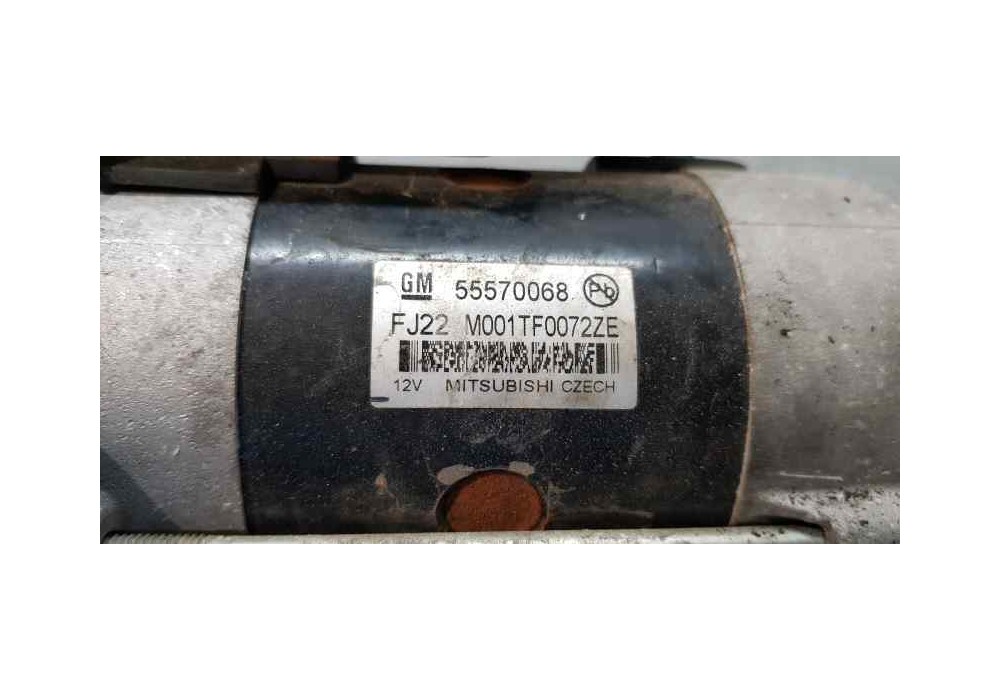 GM 55570068 Pb
FJ22 M001TF0072ZE
12V MITSUBISHI CZECH